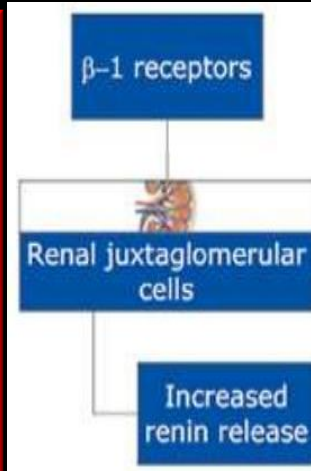 β–1 receptors
Renal juxtaglomerular
cells
Increased
renin release